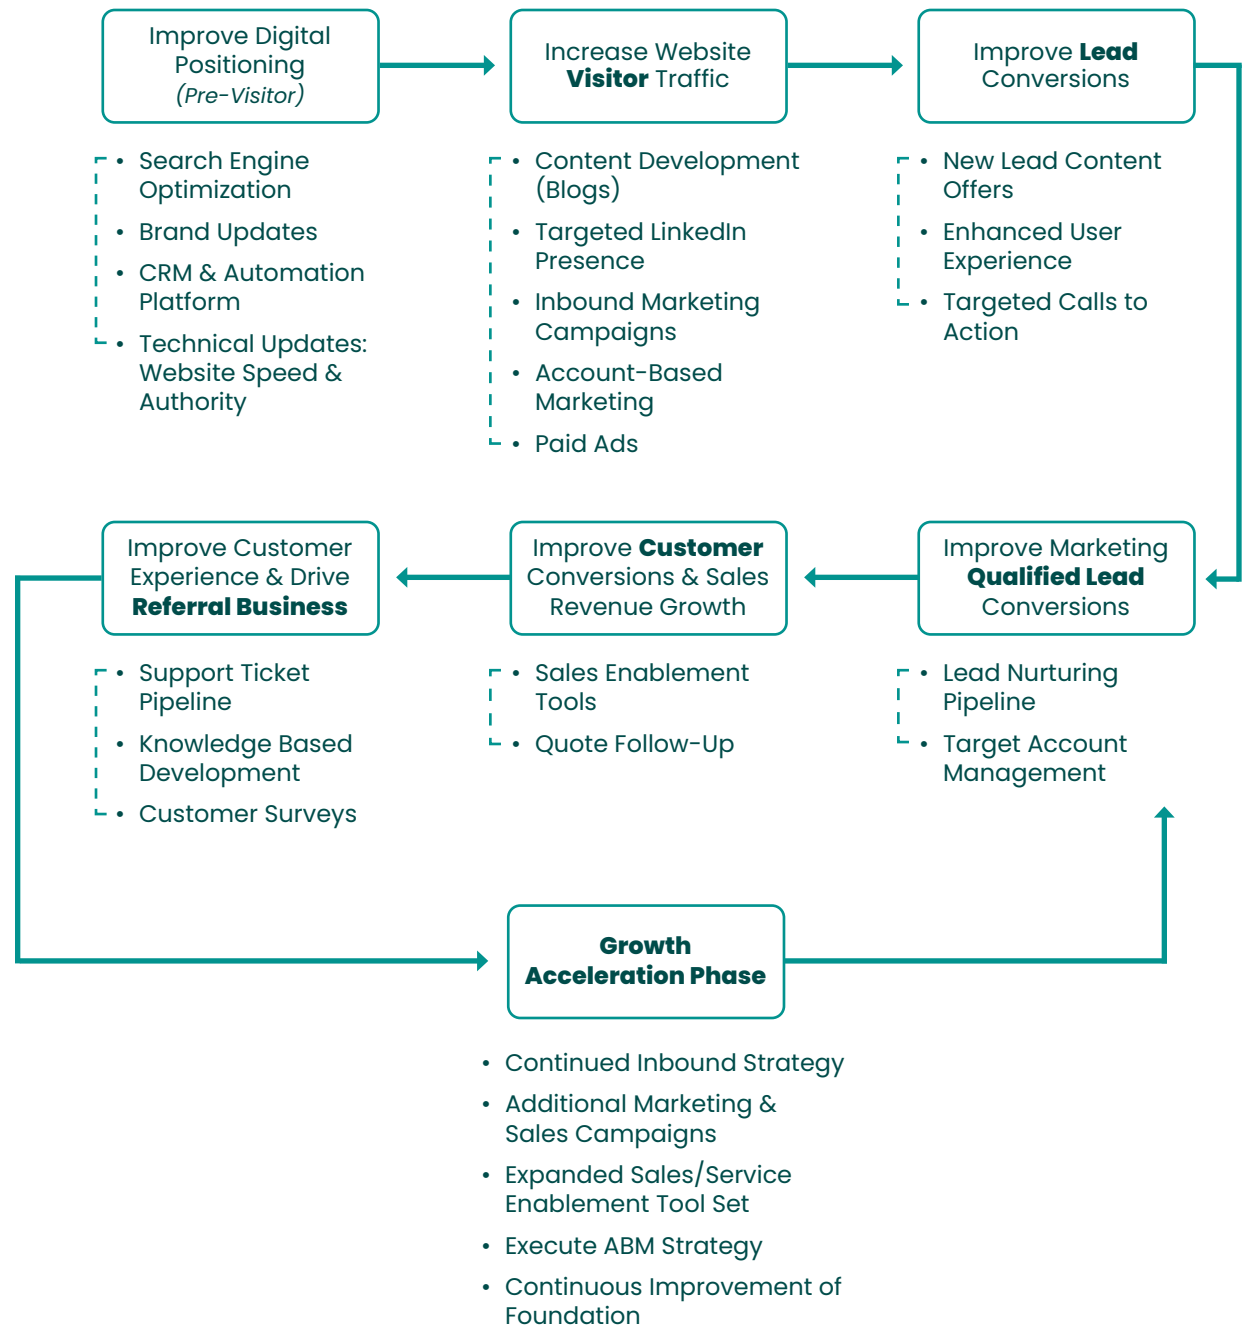 Improve Digital
Positioning
(Pre-Visitor)
Increase Website
Visitor Traffic
Improve Lead
Conversions
• Search Engine
Optimization
• Brand Updates
• CRM & Automation
Platform
• Technical Updates:
Website Speed &
Authority
• Content Development
(Blogs)
• Targeted LinkedIn
Presence
• Inbound Marketing
Campaigns
• Account-Based
Marketing
• Paid Ads
• New Lead Content
Offers
• Enhanced User
Experience
• Targeted Calls to
Action
Improve Marketing
Qualified Lead
Conversions
• Lead Nurturing
Pipeline
• Target Account
Management
Improve Customer
Conversions & Sales
Revenue Growth
• Sales Enablement
Tools
• Quote Follow-Up
Improve Customer
Experience & Drive
Referral Business
• Support Ticket
Pipeline
• Knowledge Based
Development
• Customer Surveys
Growth
Acceleration Phase
• Continued Inbound Strategy
• Additional Marketing &
Sales Campaigns
• Expanded Sales/Service
Enablement Tool Set
• Execute ABM Strategy
• Continuous Improvement of
Foundation